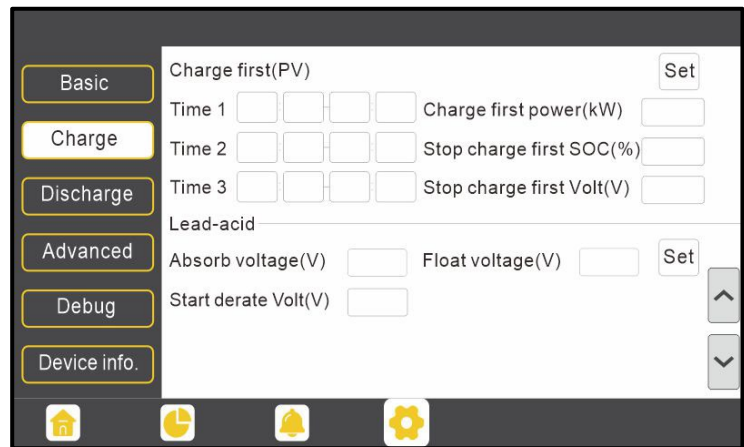 Basic
Charge
Discharge
Advanced
Debug
Device info.
Charge first(PV) Set
Time 1 : - : Charge first power(kW)
Time 2 : - : Stop charge first SOC(%)
Time 3 : - : Stop charge first Volt(V)
Lead-acid
Absorb voltage(V) Float voltage(V) Set
Start derate Volt(V)